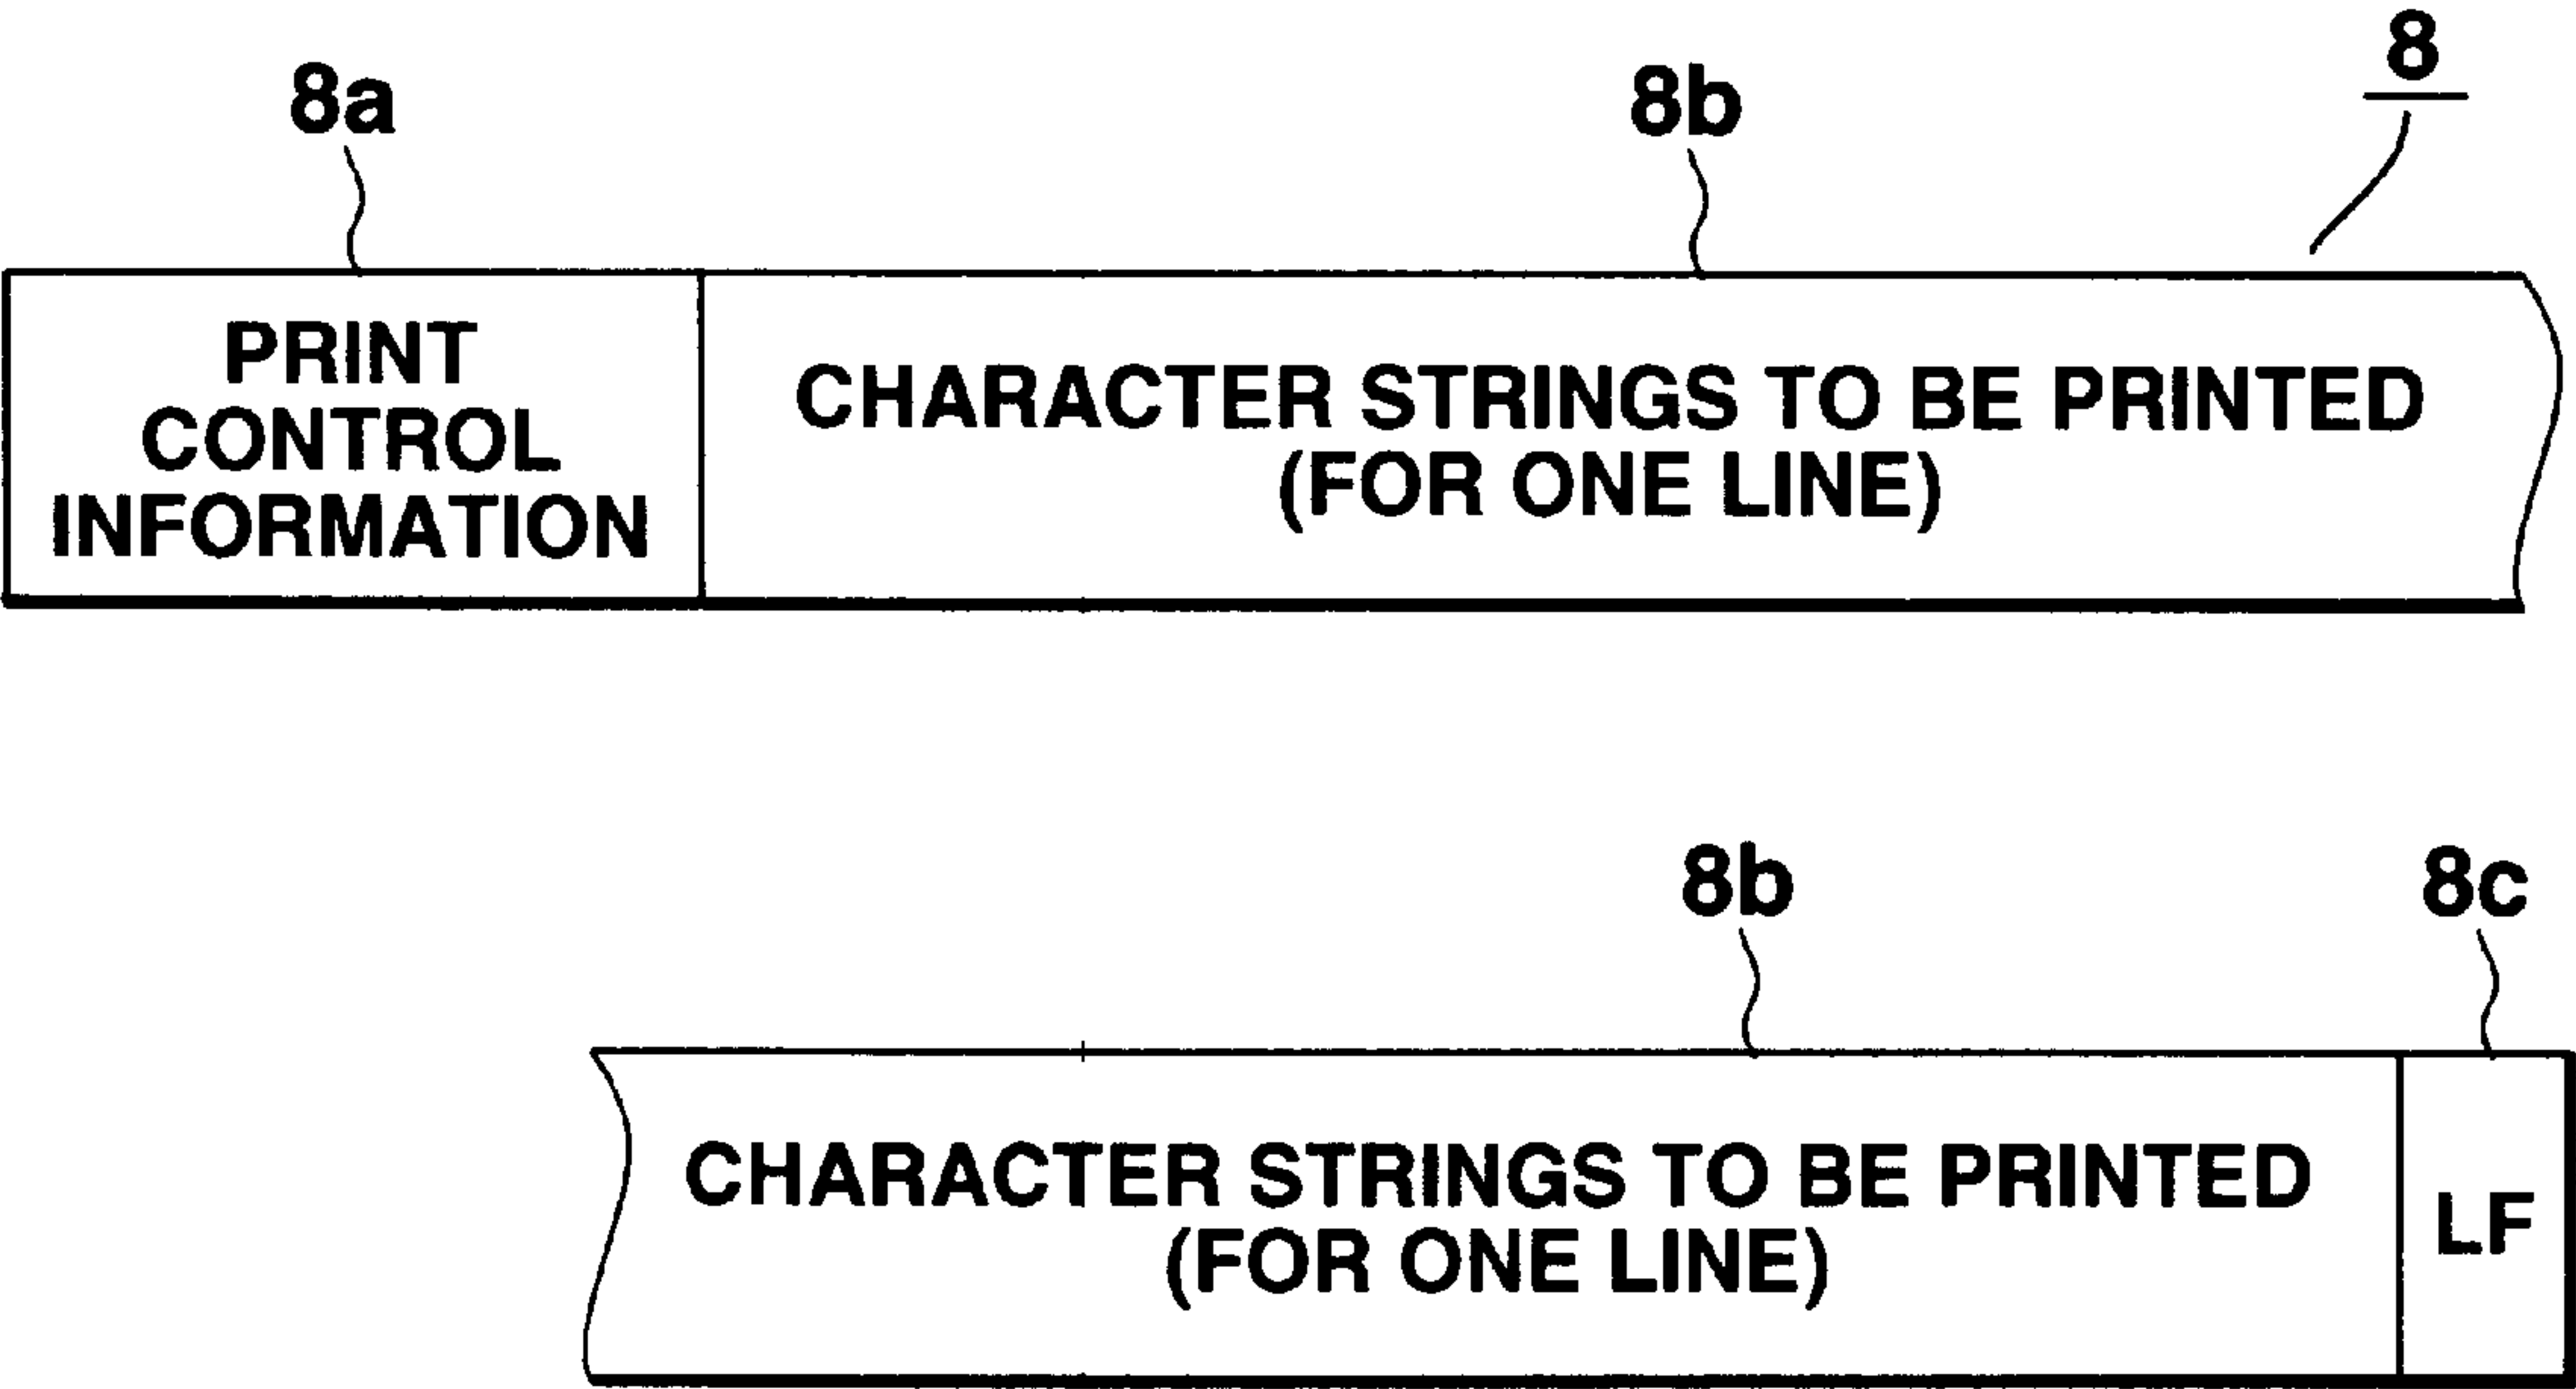 8
8a
8b
PRINT
CONTROL
INFORMATION
CHARACTER STRINGS TO BE PRINTED
(FOR ONE LINE)
8b
8c
CHARACTER STRINGS TO BE PRINTED
(FOR ONE LINE)
LF